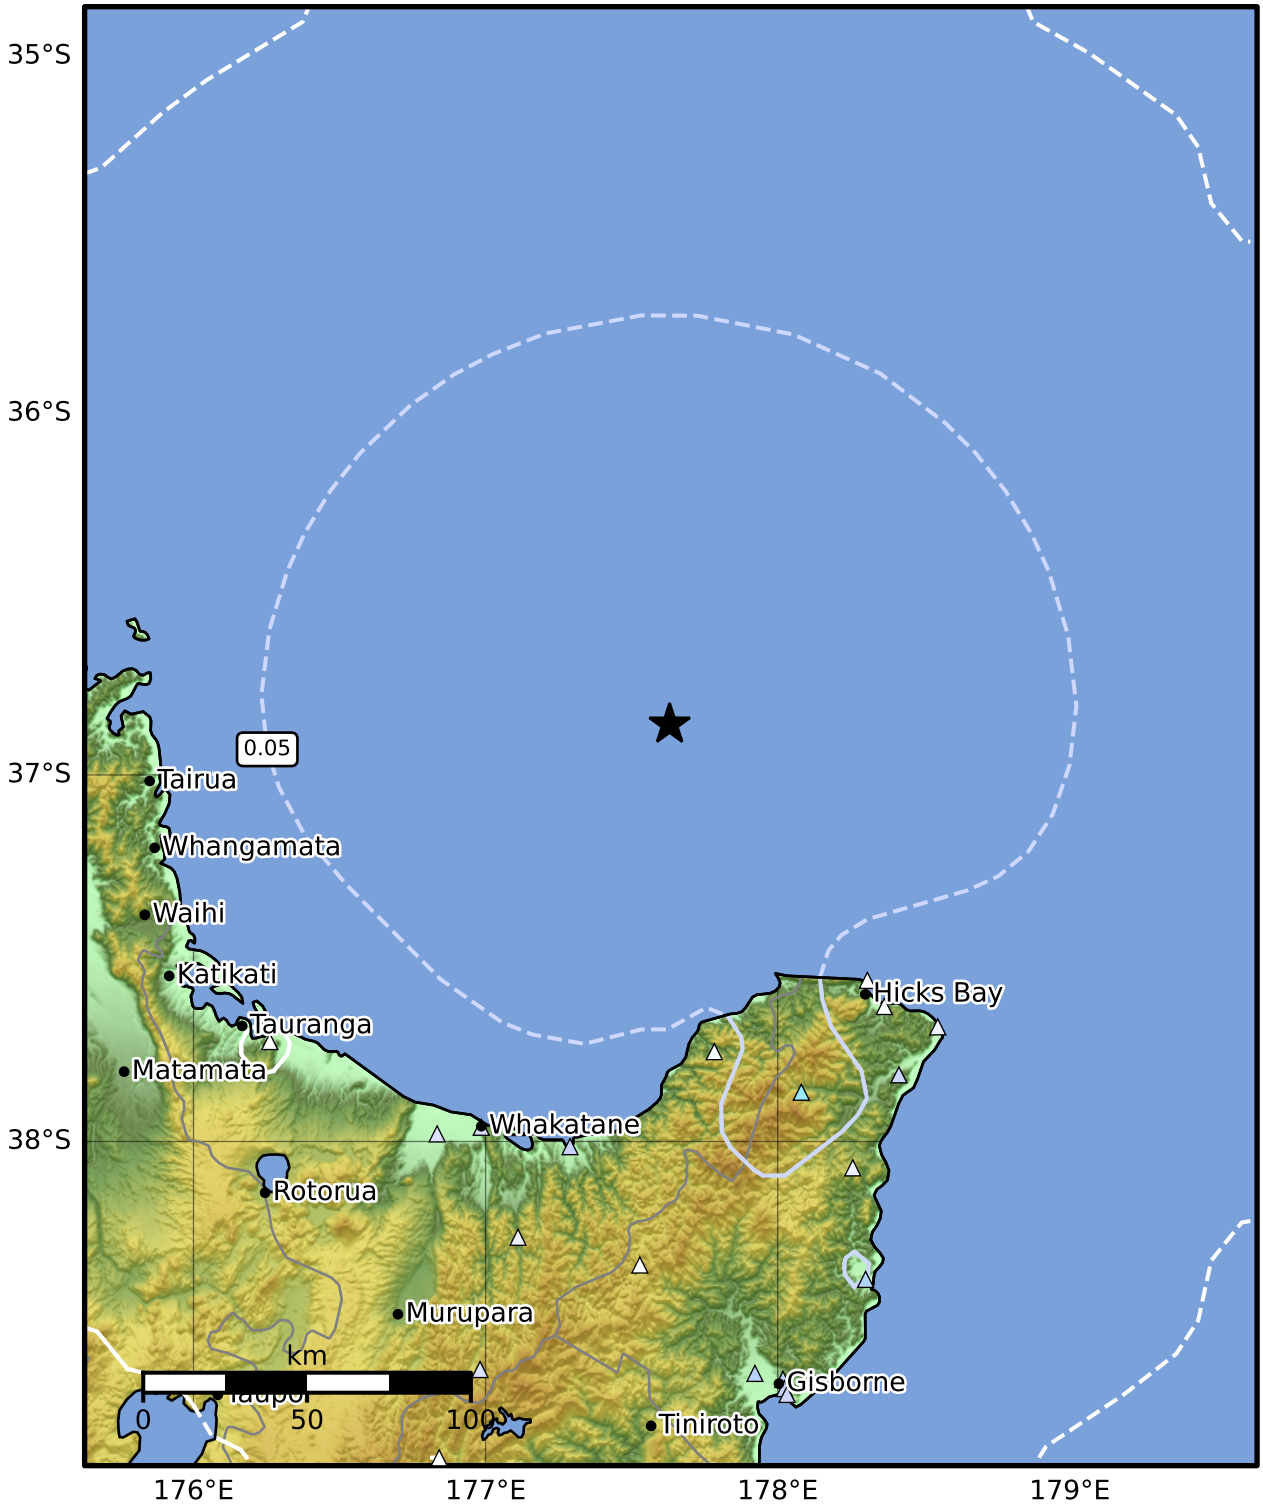 35°S
36°S
0.05
37°S
Tairua
Whangamata
Waihi
Katikati
Hicks Bay
Tauranga
Matamata
Whakatane
38°S
Rotorua
Murupara
km
Gisborne
Taupo
0 50 100
Tiniroto
176°E 177°E 178°E 179°E